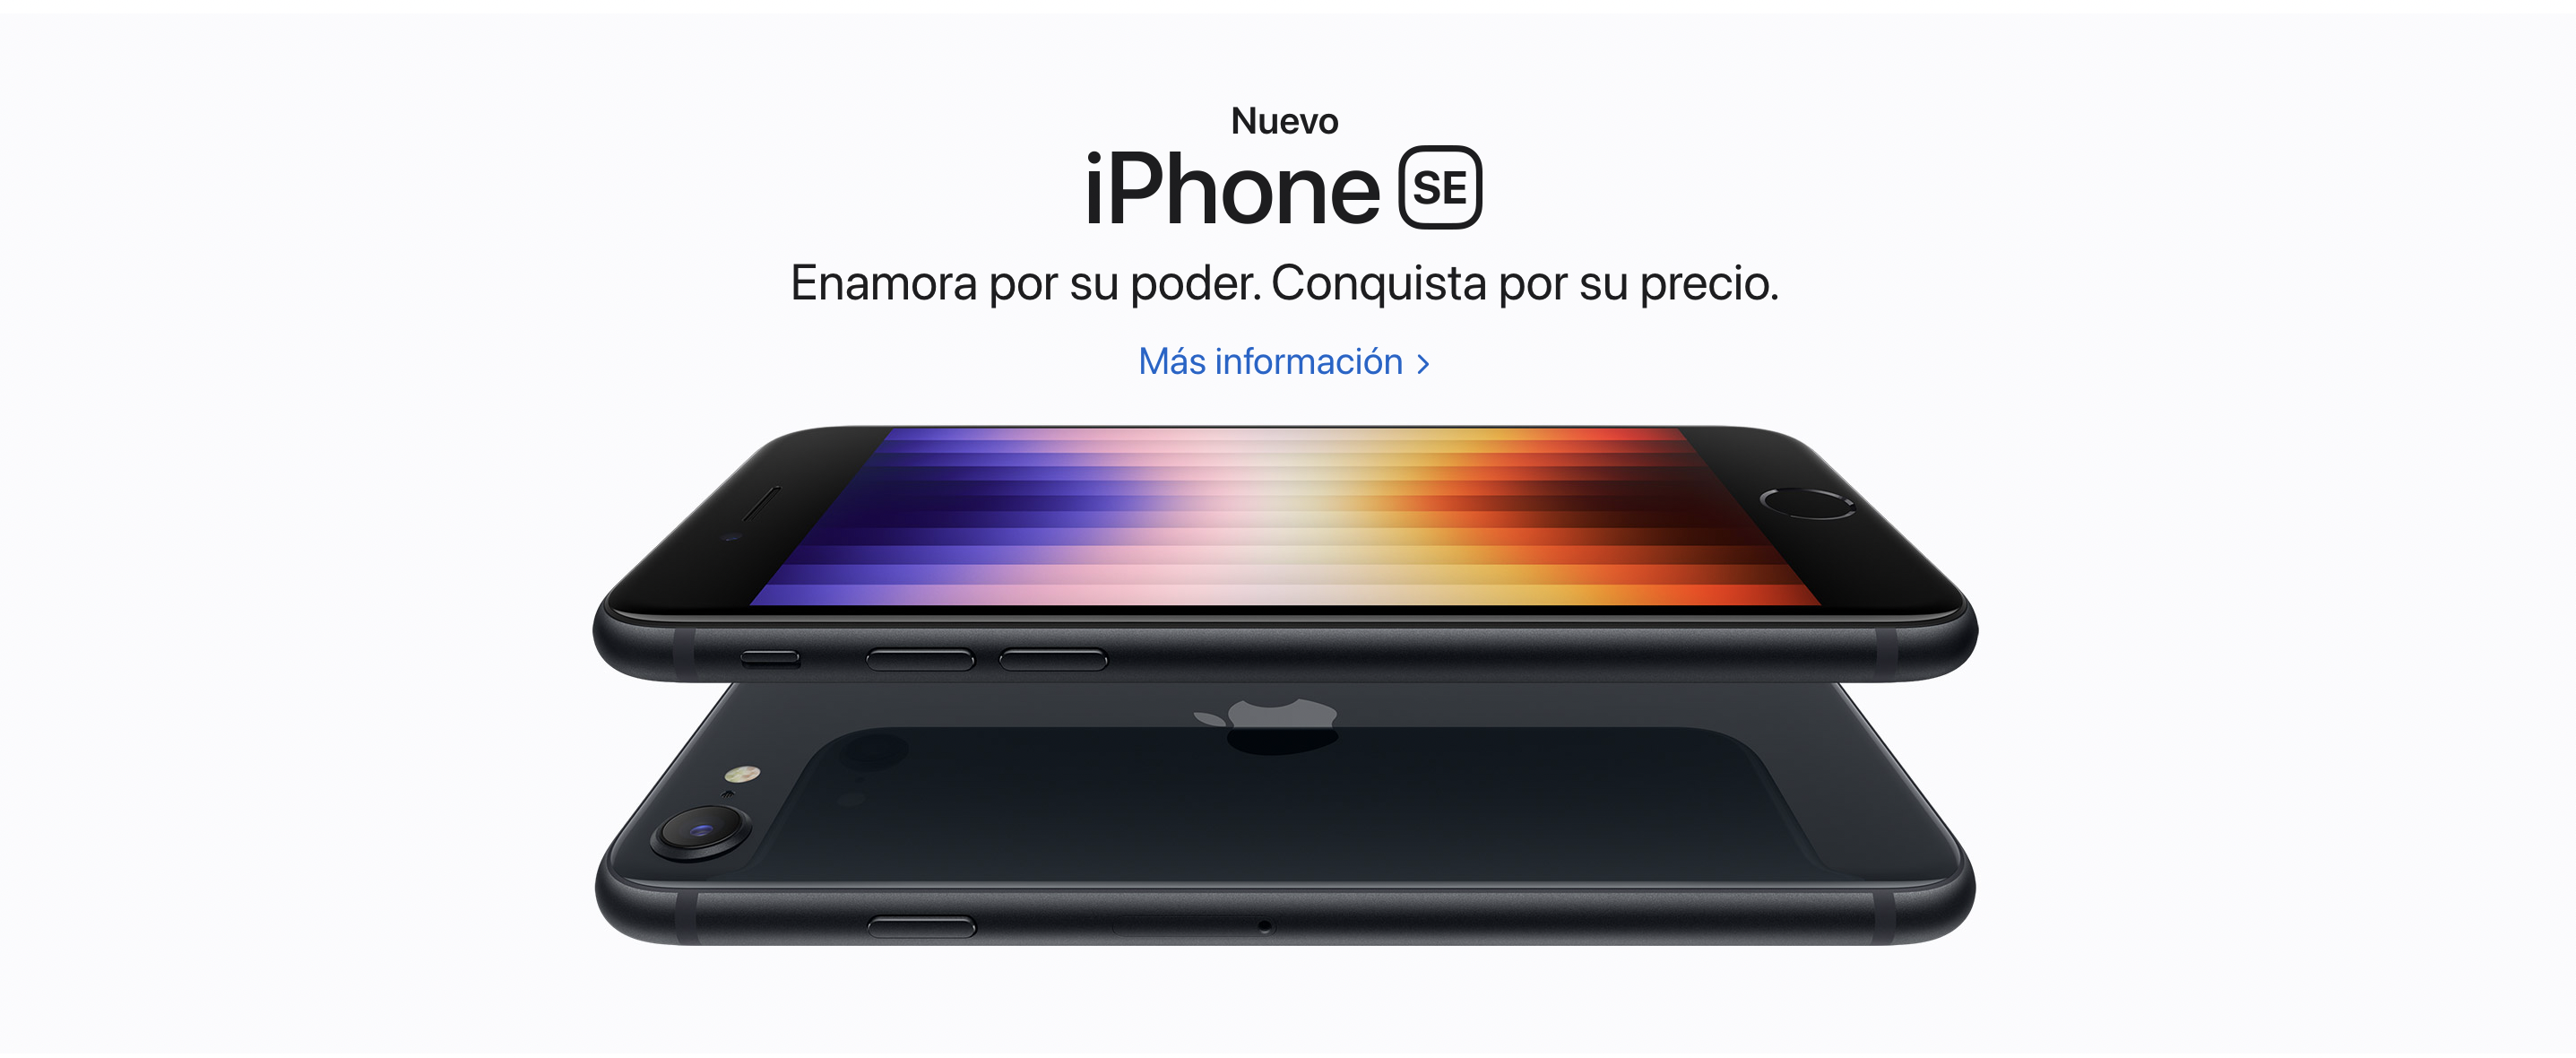 Nuevo
iPhone SE
Enamora por su poder. Conquista por su precio.
Más información >